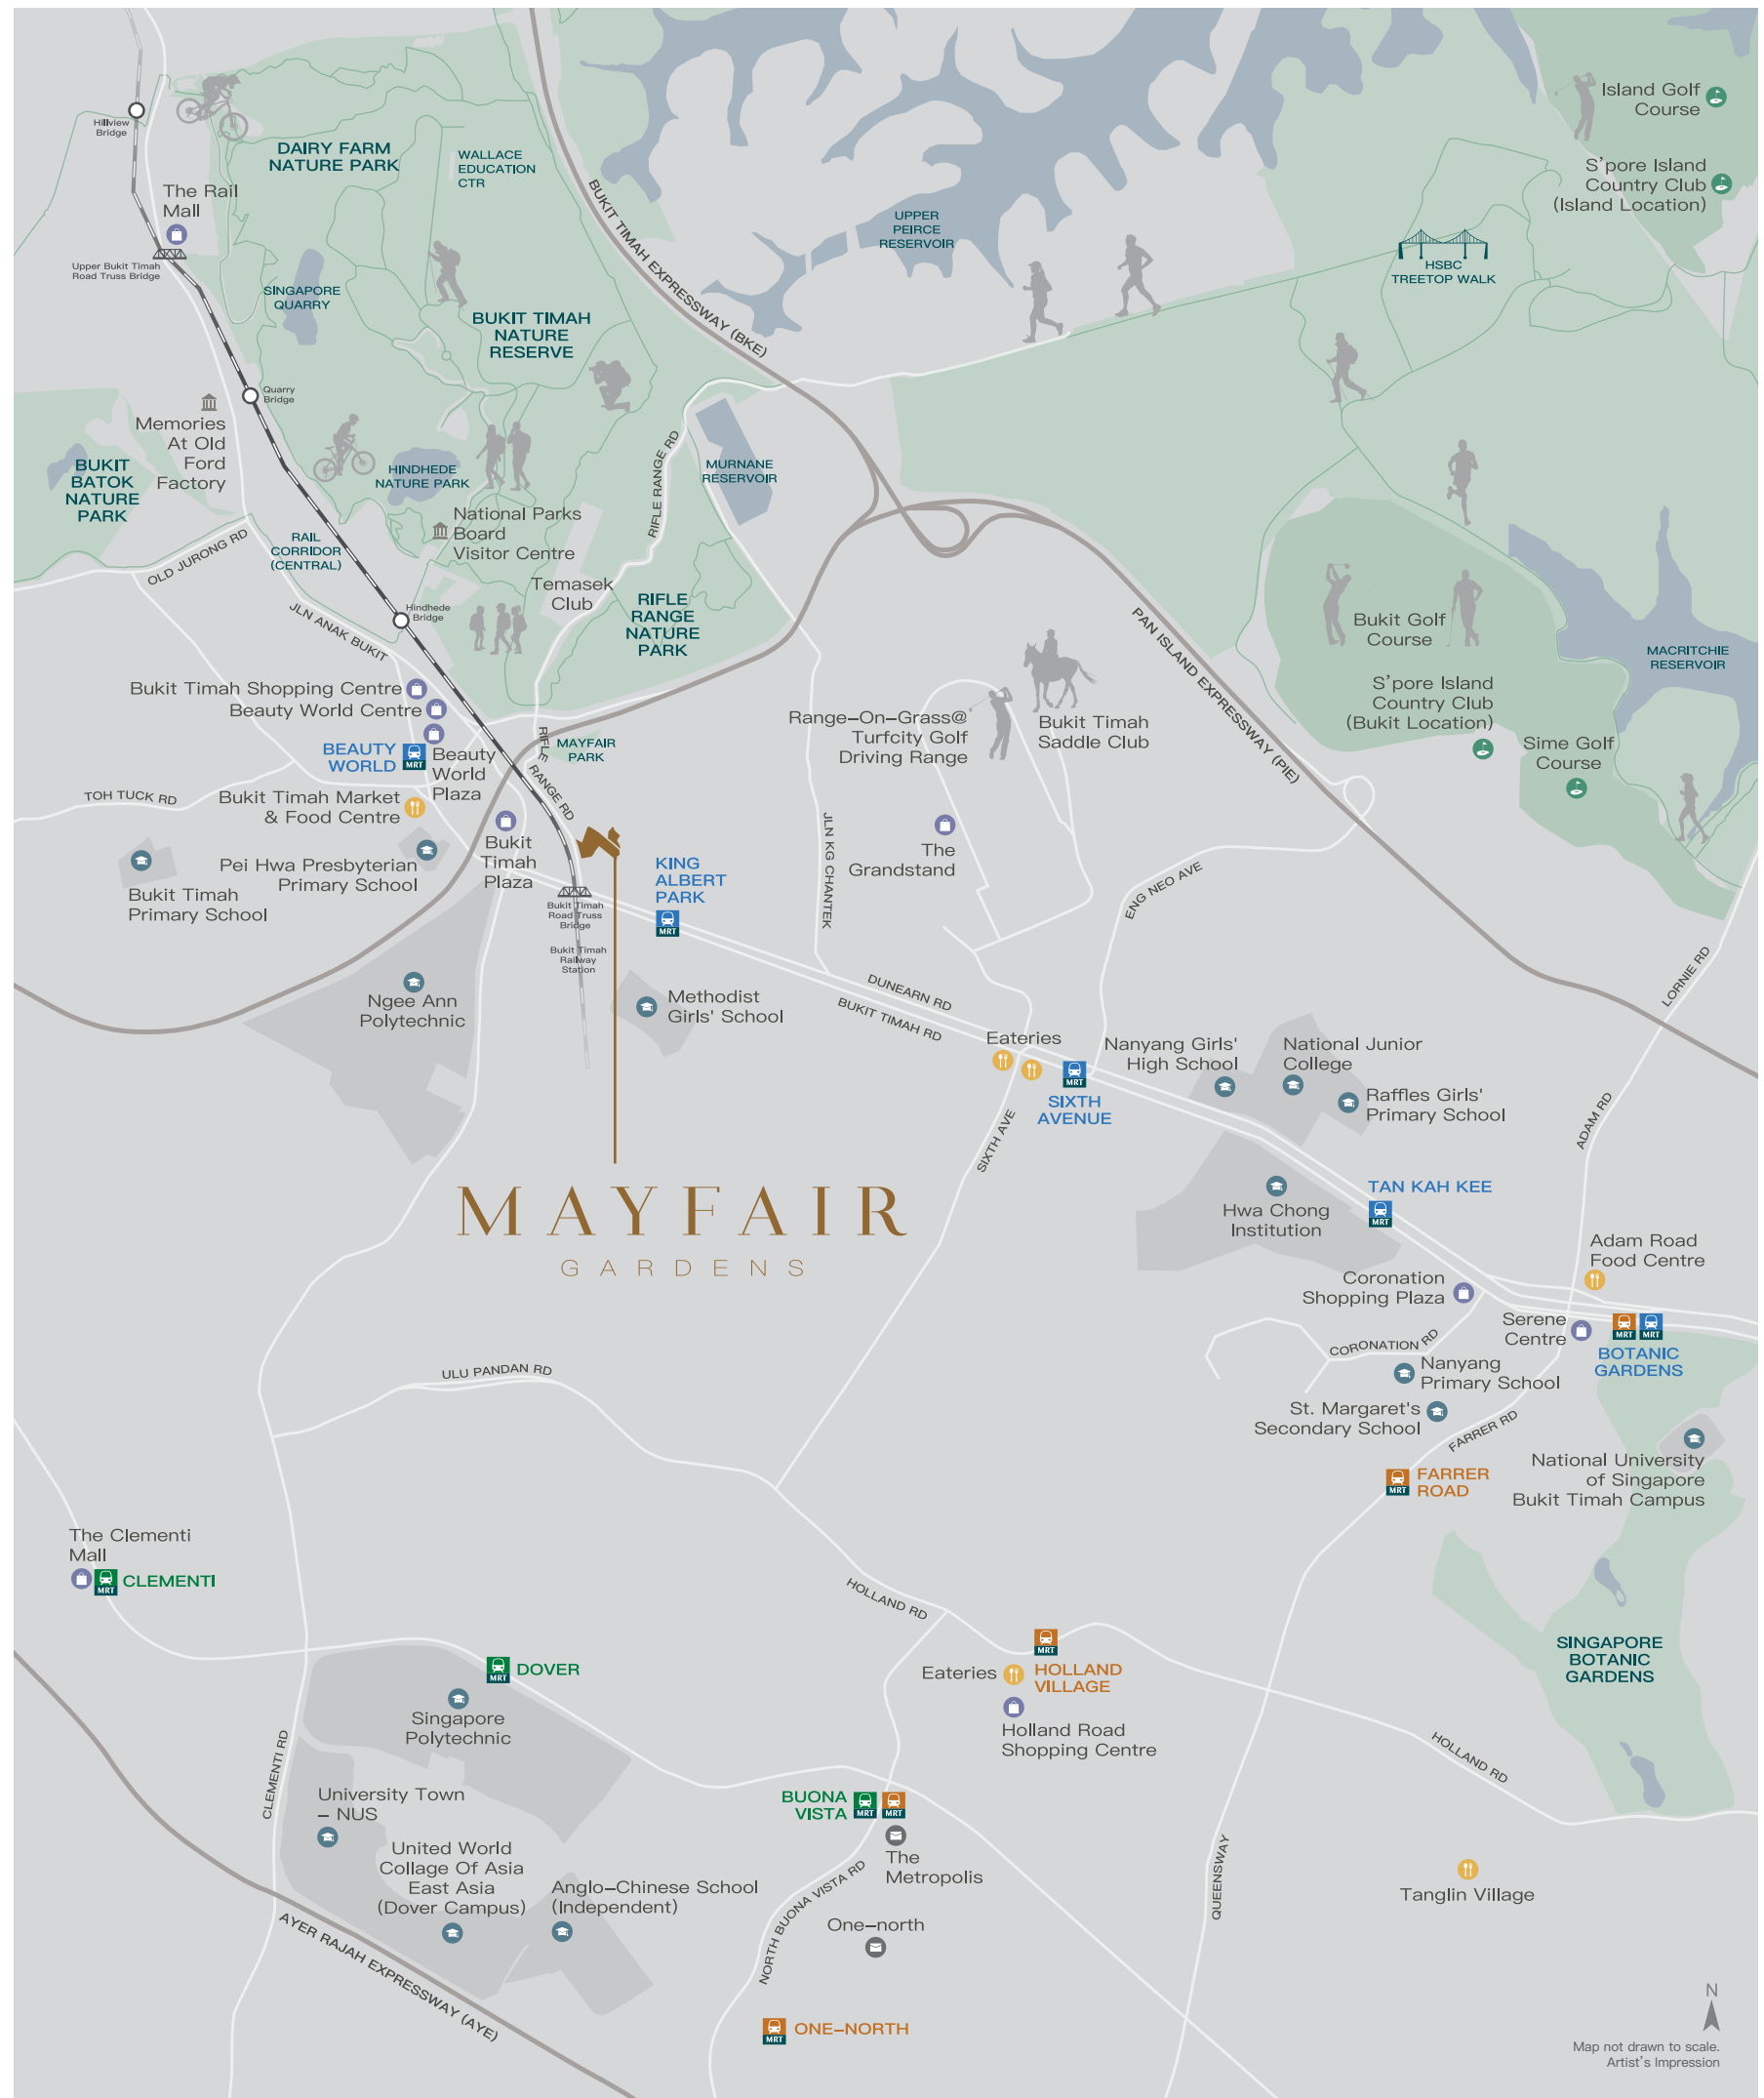 Island Golf
Course
S'pore Island
Country Club
(Island Location)
Hillview
Bridge
DAIRY FARM
NATURE PARK
WALLACE
EDUCATION
CTR
The Rail
Mall
Upper Bukit Timah
Road Truss Bridge
BUKIT TIMAH EXPRESSWAY (BKE)
UPPER
PEIRCE
RESERVOIR
HSBC
TREETOP WALK
SINGAPORE
QUARRY
BUKIT TIMAH
NATURE
RESERVE
Quarry
Bridge
Memories
At Old
Ford
Factory
BUKIT
BATOK
NATURE
PARK
HINDHEDE
NATURE PARK
RIFLE RANGE RD
MURNANE
RESERVOIR
National Parks
Board
Visitor Centre
OLD JURONG RD
RAIL
CORRIDOR
(CENTRAL)
Temasek
Club
RIFLE
RANGE
NATURE
PARK
JLN ANAK BUKIT
Hindhede
Bridge
PAN ISLAND EXPRESSWAY (PIE)
Bukit Golf
Course
MACRITCHIE
RESERVOIR
S'pore Island
Country Club
(Bukit Location)
Sime Golf
Course
Bukit Timah Shopping Centre
Beauty World Centre
BEAUTY
WORLD
MRT
Beauty
World
Plaza
RIFLE RANGE RD
MAYFAIR
PARK
Range-On-Grass@
Turfcity Golf
Driving Range
Bukit Timah
Saddle Club
TOH TUCK RD
Bukit Timah Market
& Food Centre
Bukit
Timah
Plaza
JLN KG CHANTEK
The
Grandstand
Pei Hwa Presbyterian
Primary School
Bukit Timah
Primary School
KING
ALBERT
PARK
MRT
ENG NEO AVE
Bukit Timah
Road Truss
Bridge
Bukit Timah
Railway
Station
LORNIE RD
Ngee Ann
Polytechnic
Methodist
Girls' School
DUNEARN RD
BUKIT TIMAH RD
Eateries
MRT
SIXTH
AVENUE
Nanyang Girls'
High School
National Junior
College
Raffles Girls'
Primary School
ADAM RD
SIXTH AVE
MAYFAIR
GARDENS
Hwa Chong
Institution
TAN KAH KEE
MRT
Adam Road
Food Centre
Coronation
Shopping Plaza
Serene
Centre
MRT MRT
BOTANIC
GARDENS
CORONATION RD
ULU PANDAN RD
Nanyang
Primary School
St. Margaret's
Secondary School
FARRER RD
National University
of Singapore
Bukit Timah Campus
MRT
FARRER
ROAD
The Clementi
Mall
MRT
CLEMENTI
HOLLAND RD
MRT
HOLLAND
VILLAGE
Eateries
Holland Road
Shopping Centre
SINGAPORE
BOTANIC
GARDENS
MRT
DOVER
Singapore
Polytechnic
CLEMENTI RD
HOLLAND RD
University Town
- NUS
BUONA
VISTA
MRT MRT
The
Metropolis
United World
Collage Of Asia
East Asia
(Dover Campus)
Anglo-Chinese School
(Independent)
NORTH BUONA VISTA RD
QUEENSWAY
Tanglin Village
One-north
AYER RAJAH EXPRESSWAY (AYE)
MRT
ONE-NORTH
N
Map not drawn to scale.
Artist's Impression